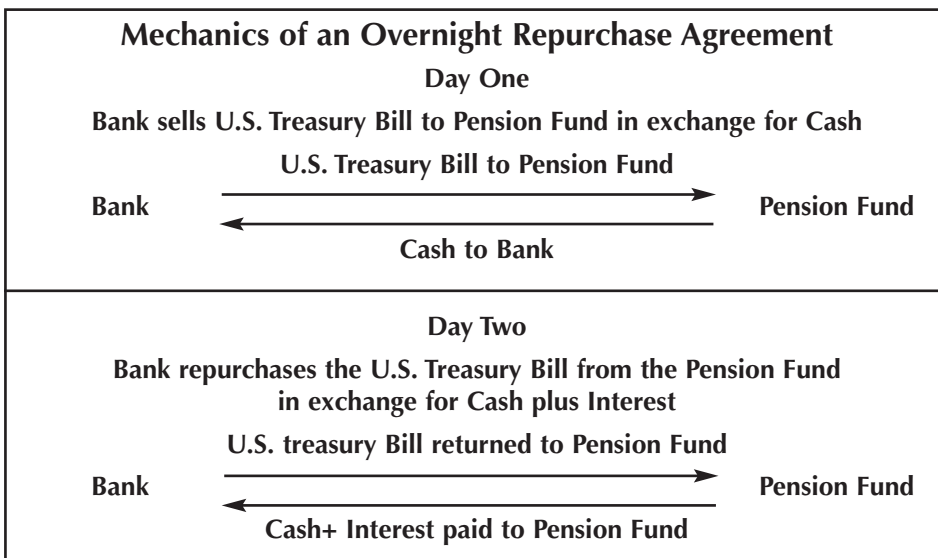 Mechanics of an Overnight Repurchase Agreement
Day One
Bank sells U.S. Treasury Bill to Pension Fund in exchange for Cash
U.S. Treasury Bill to Pension Fund
Bank
Pension Fund
Cash to Bank
Day Two
Bank repurchases the U.S. Treasury Bill from the Pension Fund
in exchange for Cash plus Interest
U.S. treasury Bill returned to Pension Fund
Bank
Pension Fund
Cash+ Interest paid to Pension Fund